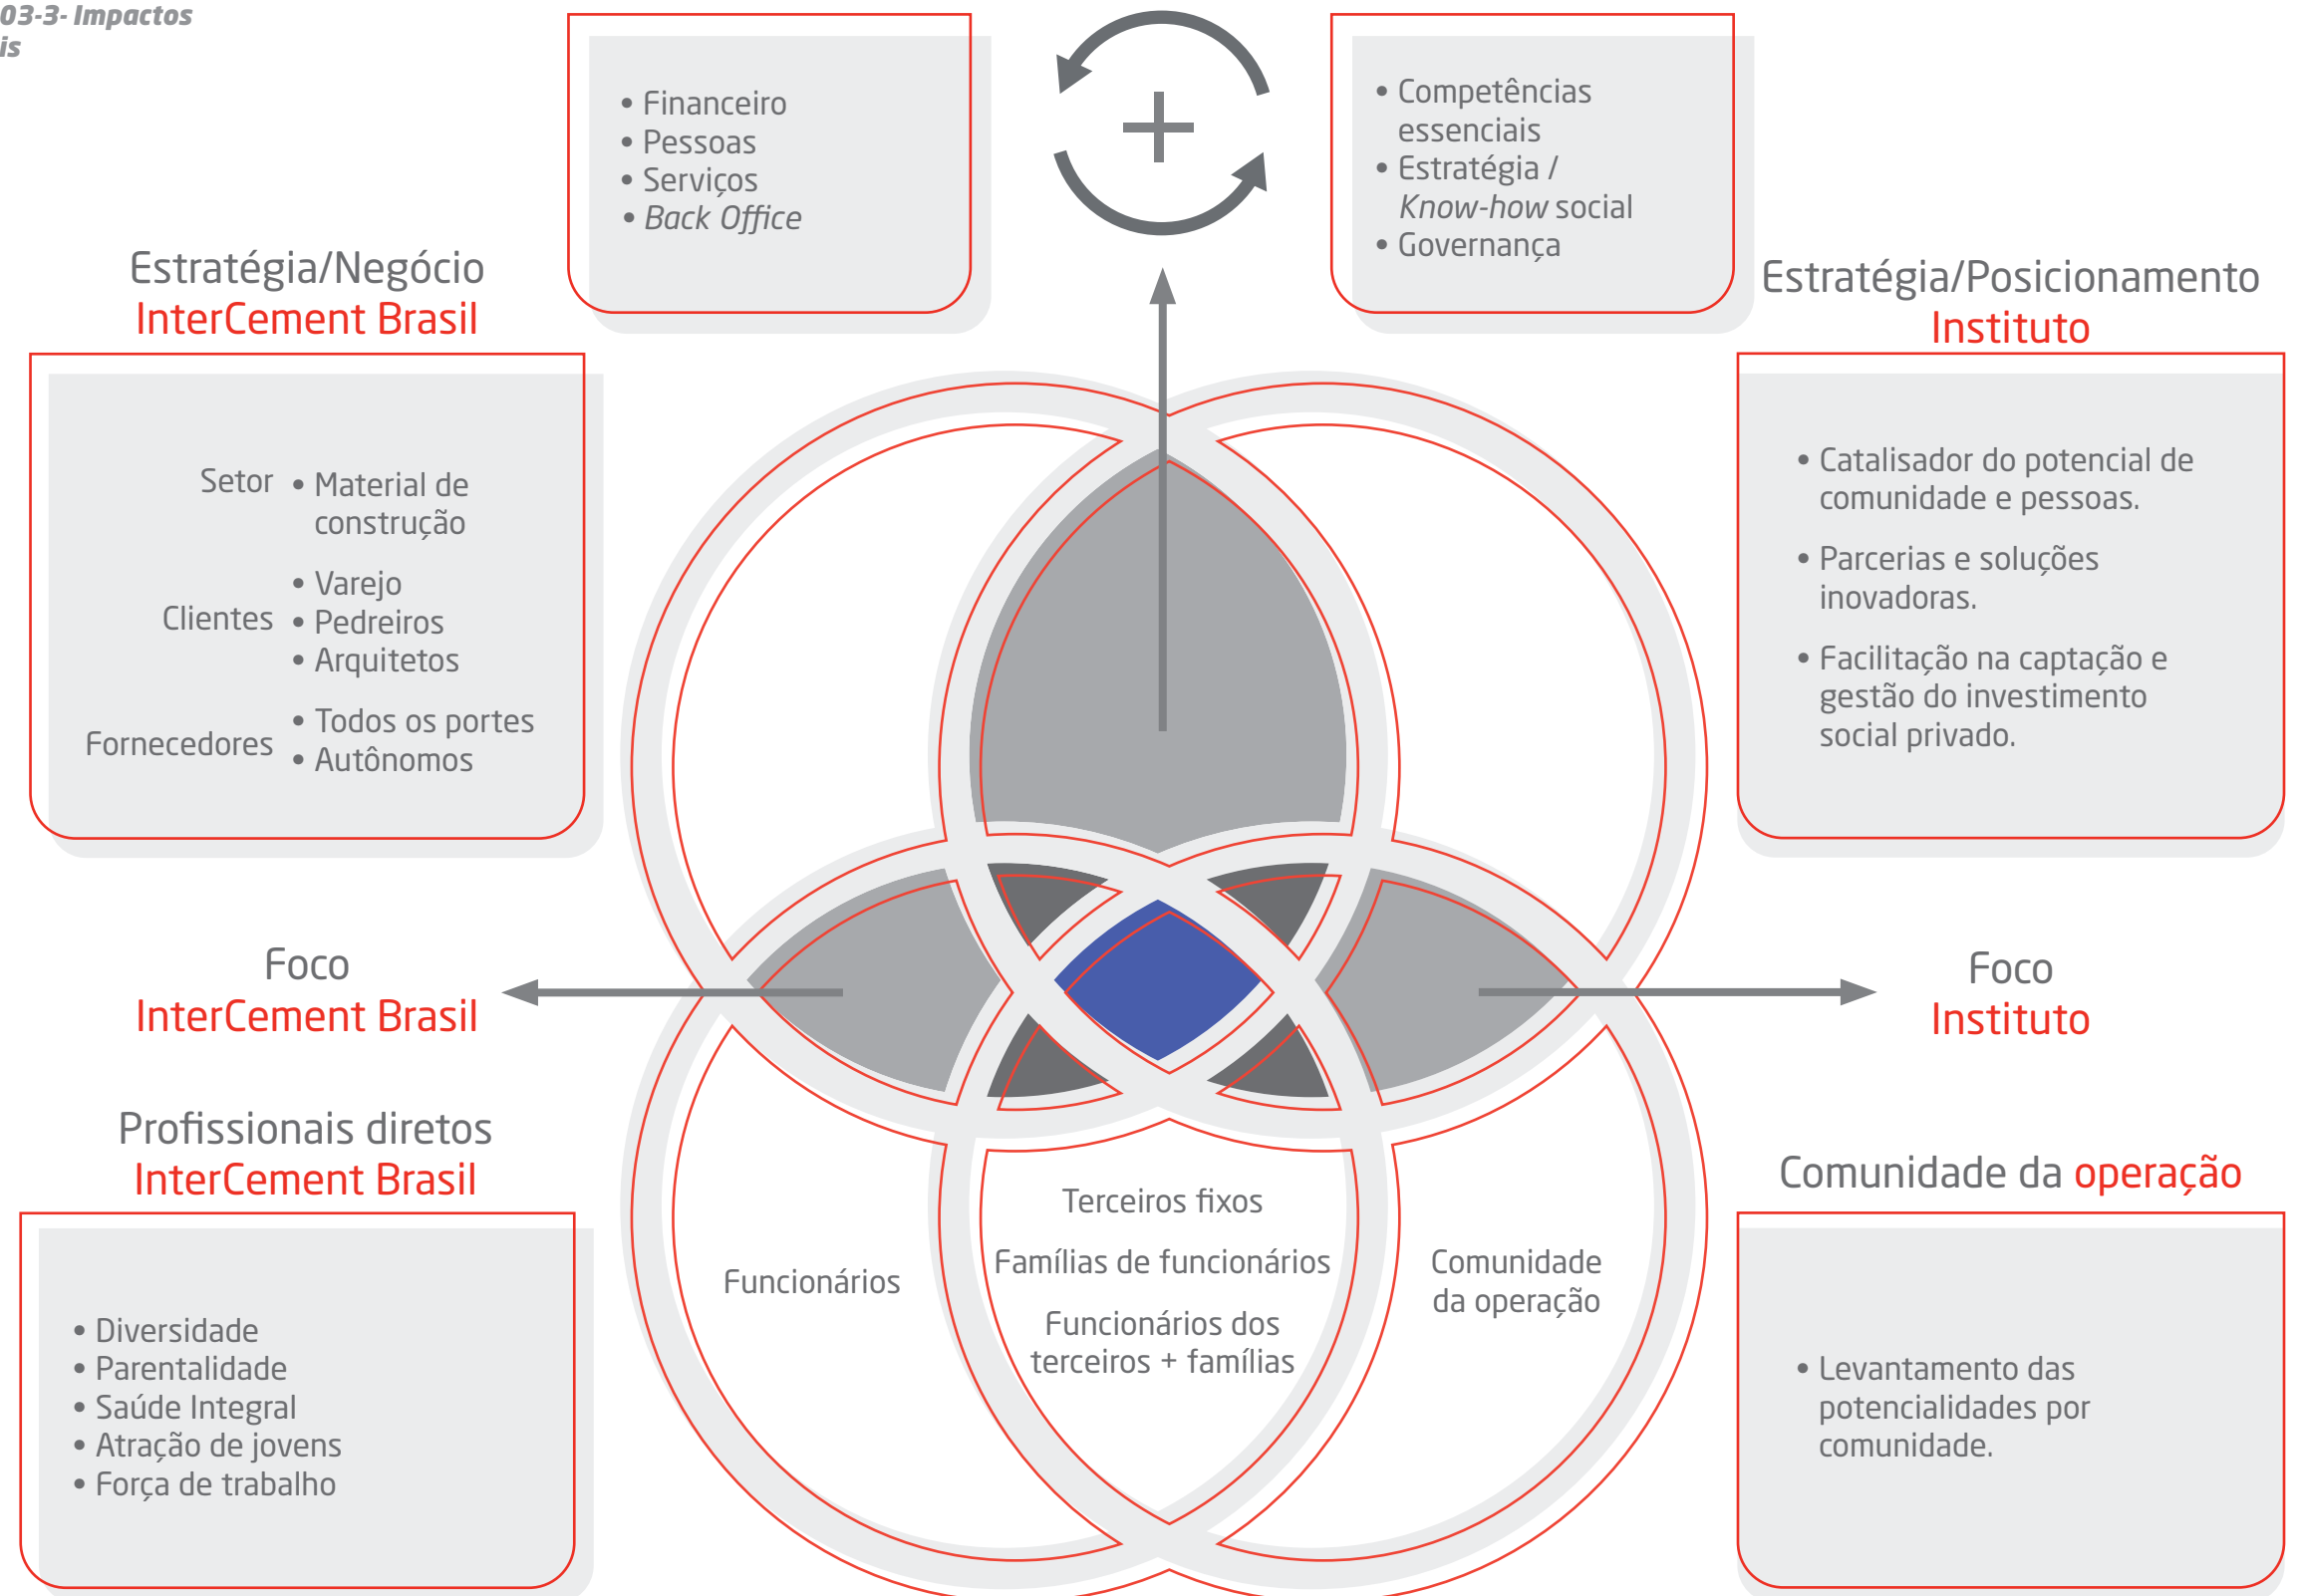 03-3- Impactos
is
• Financeiro
• Pessoas
• Serviços
• Back Office
+
• Competências
essenciais
• Estratégia /
Know-how social
• Governança
Estratégia/Negócio
InterCement Brasil
Setor • Material de
construção
• Varejo
Clientes • Pedreiros
• Arquitetos
• Todos os portes
Fornecedores
• Autônomos
Estratégia/Posicionamento
Instituto
• Catalisador do potencial de
comunidade e pessoas.
• Parcerias e soluções
inovadoras.
• Facilitação na captação e
gestão do investimento
social privado.
Foco
InterCement Brasil
Foco
Instituto
Profissionais diretos
InterCement Brasil
• Diversidade
• Parentalidade
• Saúde Integral
• Atração de jovens
• Força de trabalho
Funcionários
Terceiros fixos
Famílias de funcionários
Funcionários dos
terceiros + famílias
Comunidade
da operação
Comunidade da operação
• Levantamento das
potencialidades por
comunidade.